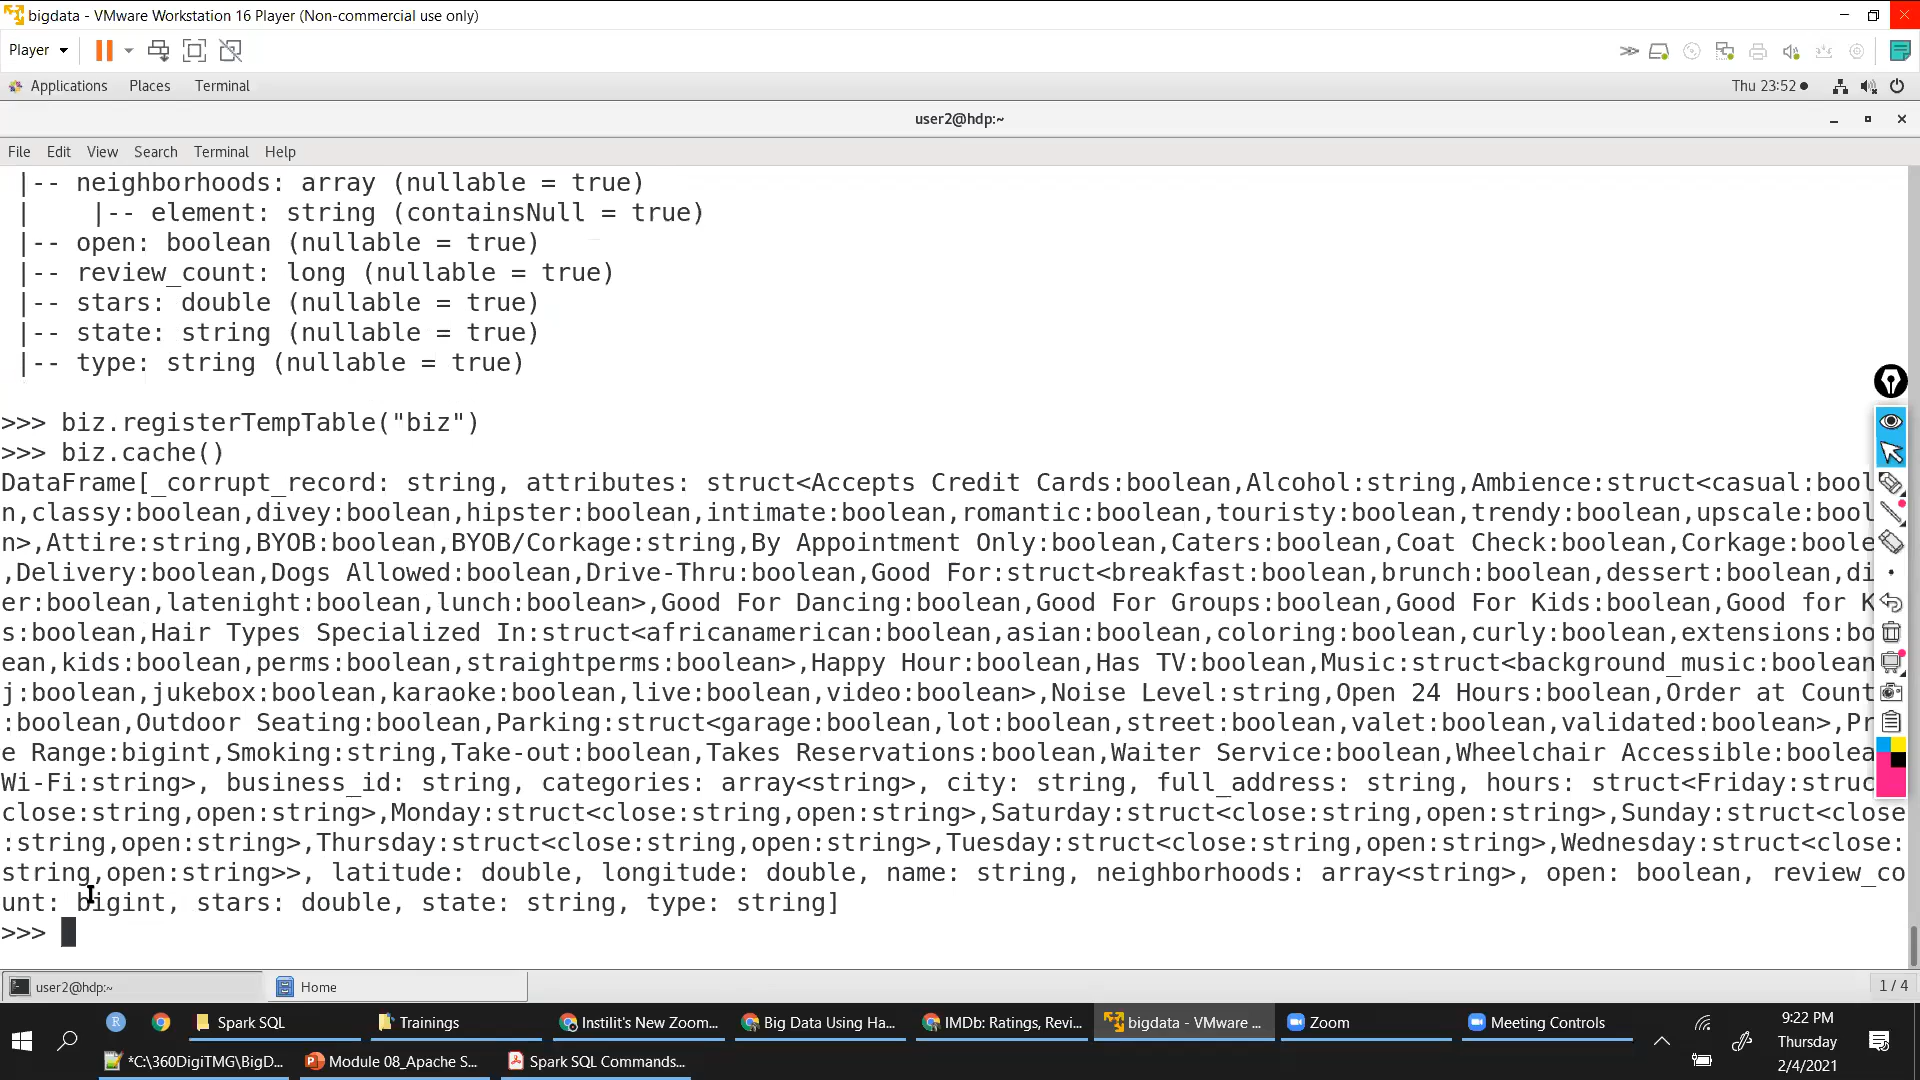 bigdata - VMware Workstation 16 Player (Non-commercial use only)
Player
Applications Places Terminal Thu 23:52
user2@hdp:~
File Edit View Search Terminal Help
|-- neighborhoods: array (nullable = true)
| |-- element: string (containsNull = true)
|-- open: boolean (nullable = true)
|-- review_count: long (nullable = true)
|-- stars: double (nullable = true)
|-- state: string (nullable = true)
|-- type: string (nullable = true)
>>> biz.registerTempTable("biz")
>>> biz.cache()
DataFrame[_corrupt_record: string, attributes: struct<Accepts Credit Cards:boolean,Alcohol:string,Ambience:struct<casual:bool
n,classy:boolean,divey:boolean,hipster:boolean,intimate:boolean,romantic:boolean,touristy:boolean,trendy:boolean,upscale:bool
n>,Attire:string,BYOB:boolean,BYOB/Corkage:string,By Appointment Only:boolean,Caters:boolean,Coat Check:boolean,Corkage:boole
,Delivery:boolean,Dogs Allowed:boolean,Drive-Thru:boolean,Good For:struct<breakfast:boolean,brunch:boolean,dessert:boolean,di
er:boolean,latenight:boolean,lunch:boolean>,Good For Dancing:boolean,Good For Groups:boolean,Good For Kids:boolean,Good for K
s:boolean,Hair Types Specialized In:struct<africanamerican:boolean,asian:boolean,coloring:boolean,curly:boolean,extensions:bo
ean,kids:boolean,perms:boolean,straightperms:boolean>,Happy Hour:boolean,Has TV:boolean,Music:struct<background_music:boolean
j:boolean,jukebox:boolean,karaoke:boolean,live:boolean,video:boolean>,Noise Level:string,Open 24 Hours:boolean,Order at Count
:boolean,Outdoor Seating:boolean,Parking:struct<garage:boolean,lot:boolean,street:boolean,valet:boolean,validated:boolean>,Pr
e Range:bigint,Smoking:string,Take-out:boolean,Takes Reservations:boolean,Waiter Service:boolean,Wheelchair Accessible:boolea
Wi-Fi:string>, business_id: string, categories: array<string>, city: string, full_address: string, hours: struct<Friday:struc
close:string,open:string>,Monday:struct<close:string,open:string>,Saturday:struct<close:string,open:string>,Sunday:struct<close
:string,open:string>,Thursday:struct<close:string,open:string>,Tuesday:struct<close:string,open:string>,Wednesday:struct<close:
string,open:string>>, latitude: double, longitude: double, name: string, neighborhoods: array<string>, open: boolean, review_co
unt: bigint, stars: double, state: string, type: string]
>>>
user2@hdp:~ Home 1 / 4
Spark SQL Trainings Instilit's New Zoom... Big Data Using Ha... IMDb: Ratings, Revi... bigdata - VMware ... Zoom Meeting Controls
*C:\360DigiTMG\BigD... Module 08_Apache S... Spark SQL Commands...
9:22 PM
Thursday
2/4/2021